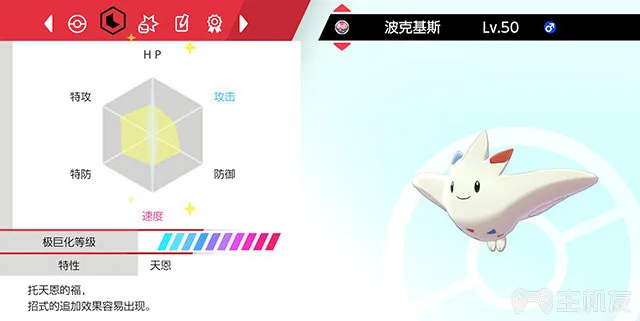 波克基斯 Lv.50
H P
特攻 攻击
特防 防御
速度
极巨化等级
特性 天恩
托天恩的福，
招式的追加效果容易出现。
主机友